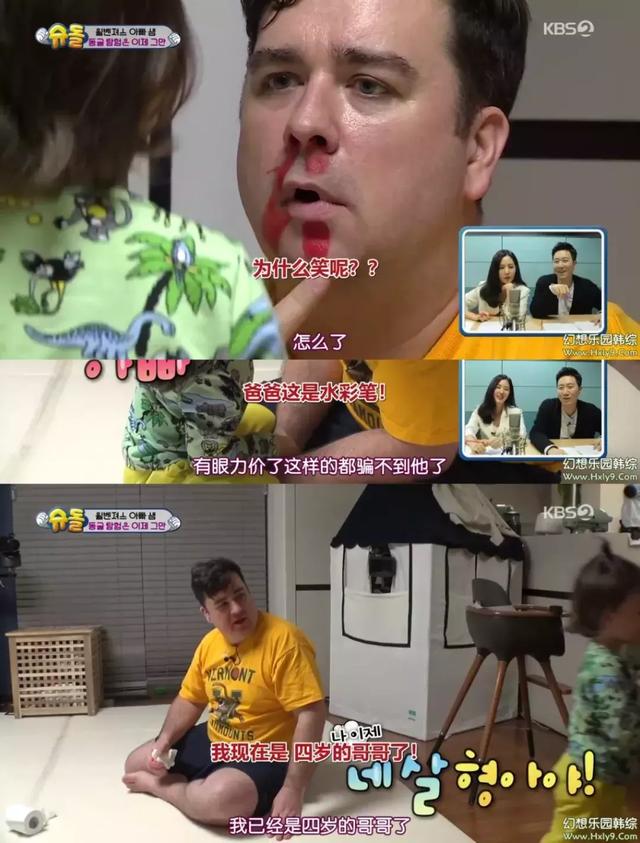 슈돌
윌벤져스 아빠 샘
동굴 탐험은 이제 그만
KBS2
为什么笑呢？？
怎么了
幻想乐园韩综
Www.Hxly9.Com
爸爸这是水彩笔！
有眼力价了这样的都骗不到他了
幻想乐园韩综
Www.Hxly9.Com
슈돌
윌벤져스 아빠 샘
동굴 탐험은 이제 그만
KBS2
VERMONT
나 이제
我现在是 四岁的哥哥了！
네 살 형아야!
我已经是四岁的哥哥了
幻想乐园韩综
Www.Hxly9.Com